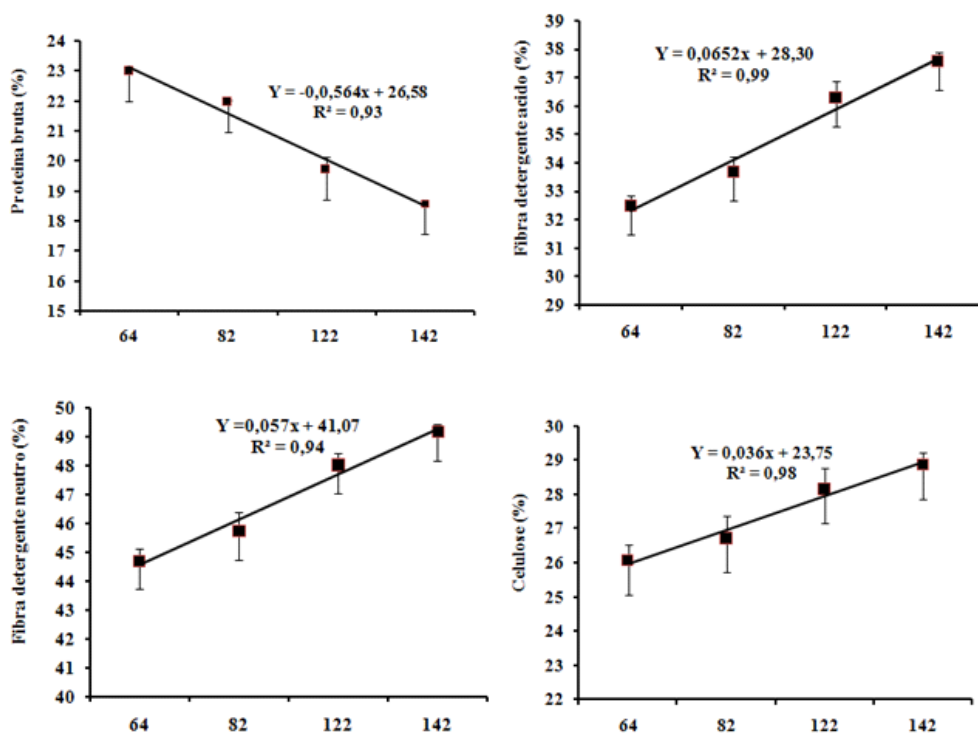 Proteina bruta (%)
23
22
21
20
19
18
17
16
15
24
Y = -0,0,564x + 26,58
R² = 0,93
64 82 122 142
Fibra detergente acido (%)
39
38
37
36
35
34
33
32
31
30
29
Y = 0,0652x + 28,30
R² = 0,99
64 82 122 142
Fibra detergente neutro (%)
50
49
48
47
46
45
44
43
42
41
40
Y =0,057x + 41,07
R² = 0,94
64 82 122 142
Celulose (%)
30
29
28
27
26
25
24
23
22
Y = 0,036x + 23,75
R² = 0,98
64 82 122 142